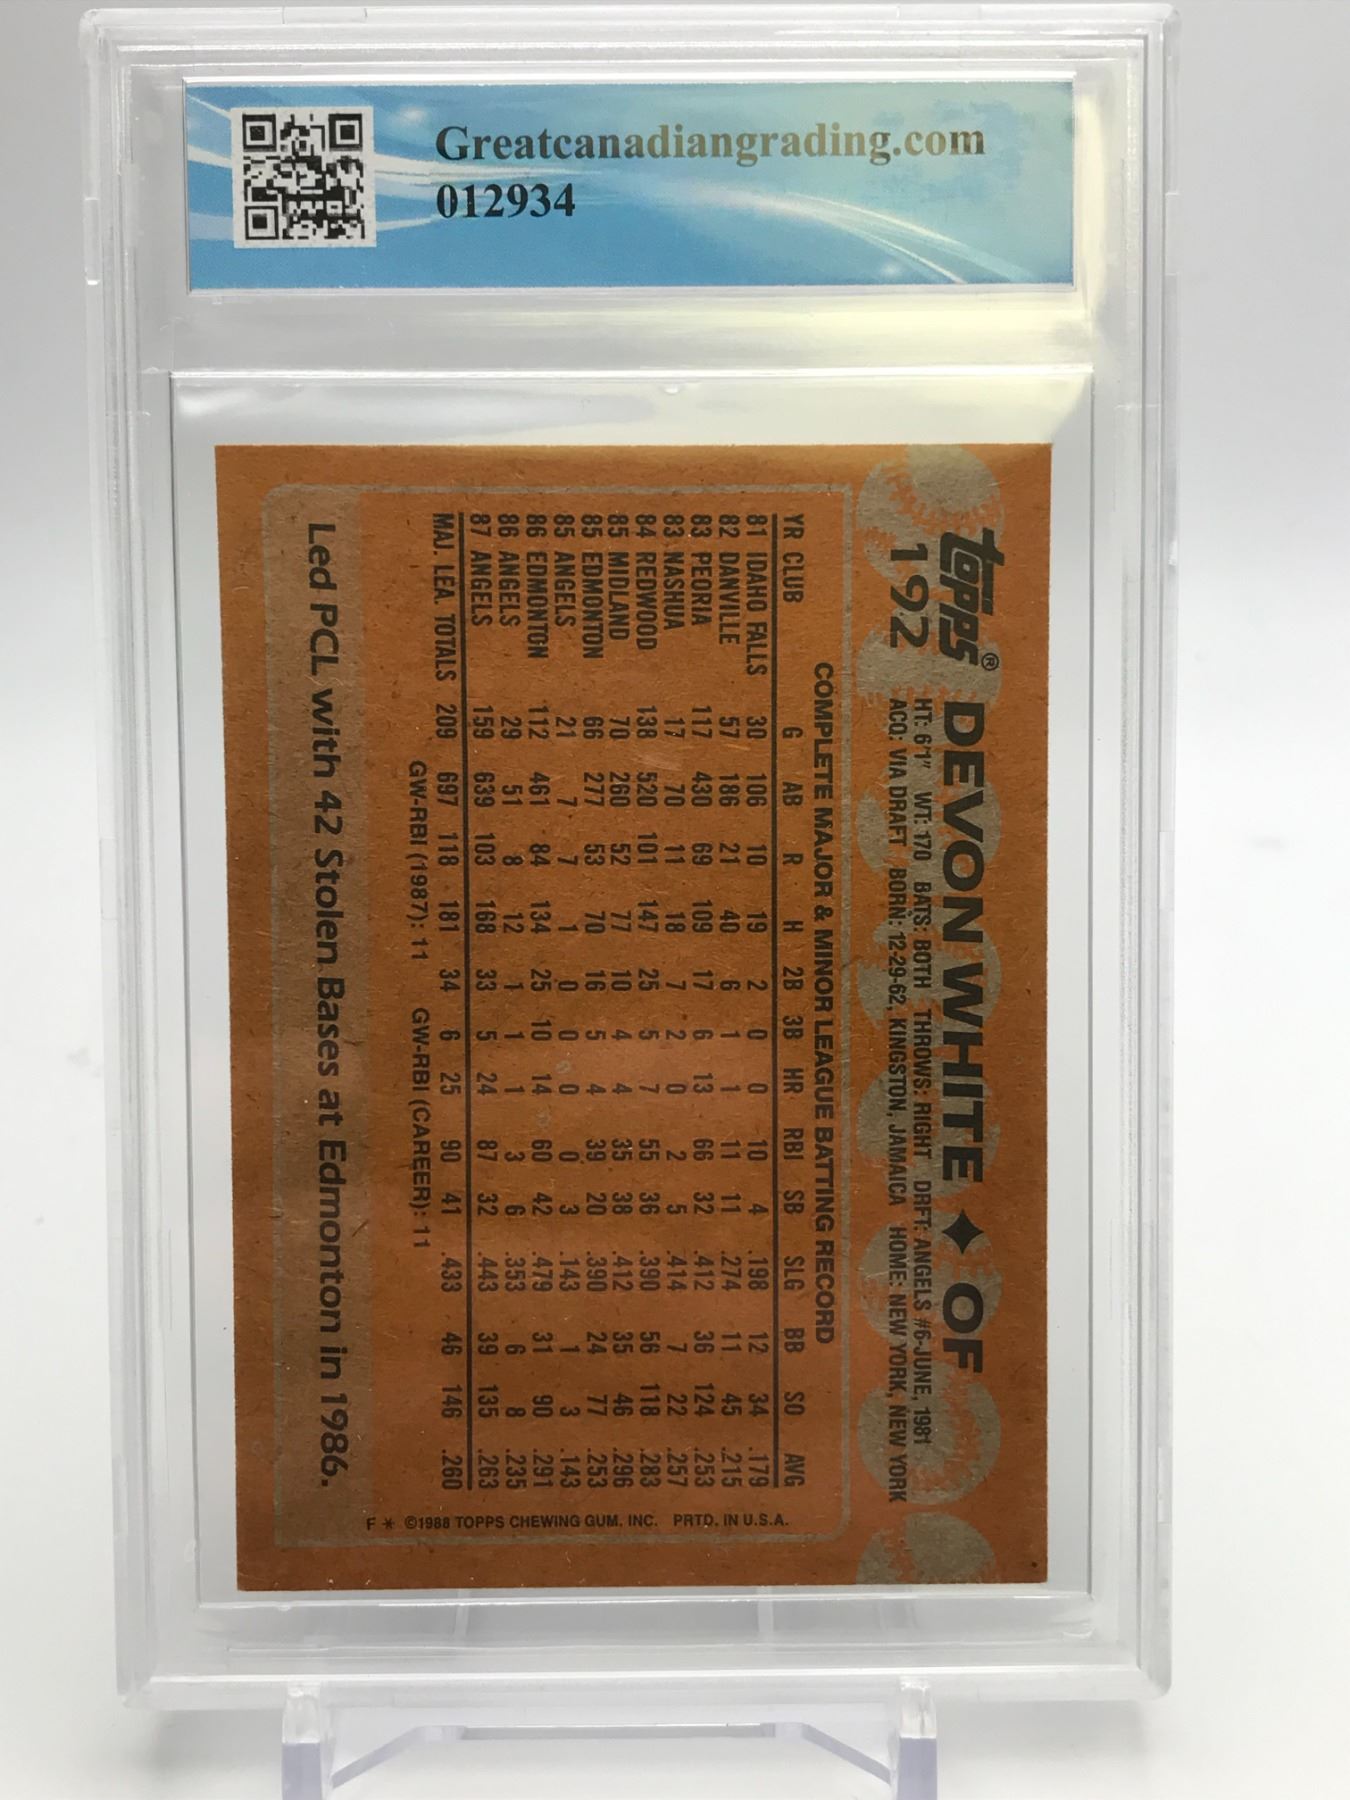 Greatcanadiangrading.com
012934
topps®
192
DEVON WHITE ✦ OF
HT: 6'1" WT: 170 BATS: BOTH THROWS: RIGHT DRFT: ANGELS #6-JUNE, 1981
ACQ: VIA DRAFT BORN: 12-29-62, KINGSTON, JAMAICA HOME: NEW YORK, NEW YORK
COMPLETE MAJOR & MINOR LEAGUE BATTING RECORD
YR CLUB G AB R H 2B 3B HR RBI SB SLG BB SO AVG
81 IDAHO FALLS 30 106 10 19 2 0 0 10 4 .198 12 34 .179
82 DANVILLE 57 186 21 40 6 1 1 11 11 .274 11 45 .215
83 PEORIA 117 430 69 109 17 6 13 66 32 .412 36 124 .253
83 NASHUA 17 70 11 18 7 2 0 2 5 .414 7 22 .257
84 REDWOOD 138 520 101 147 25 5 7 55 36 .390 56 118 .283
85 MIDLAND 70 260 52 77 10 4 4 35 38 .412 35 46 .296
85 EDMONTON 66 277 53 70 16 5 4 39 20 .390 24 77 .253
85 ANGELS 21 7 7 1 0 0 0 0 3 .143 1 3 .143
86 EDMONTON 112 461 84 134 25 10 14 60 42 .479 31 90 .291
86 ANGELS 29 51 8 12 1 1 1 3 6 .353 6 8 .235
87 ANGELS 159 639 103 168 33 5 24 87 32 .443 39 135 .263
MAJ. LEA. TOTALS 209 697 118 181 34 6 25 90 41 .433 46 146 .260
GW-RBI (1987): 11 GW-RBI (CAREER): 11
Led PCL with 42 Stolen Bases at Edmonton in 1986.
F * ©1988 TOPPS CHEWING GUM, INC. PRTD. IN U.S.A.